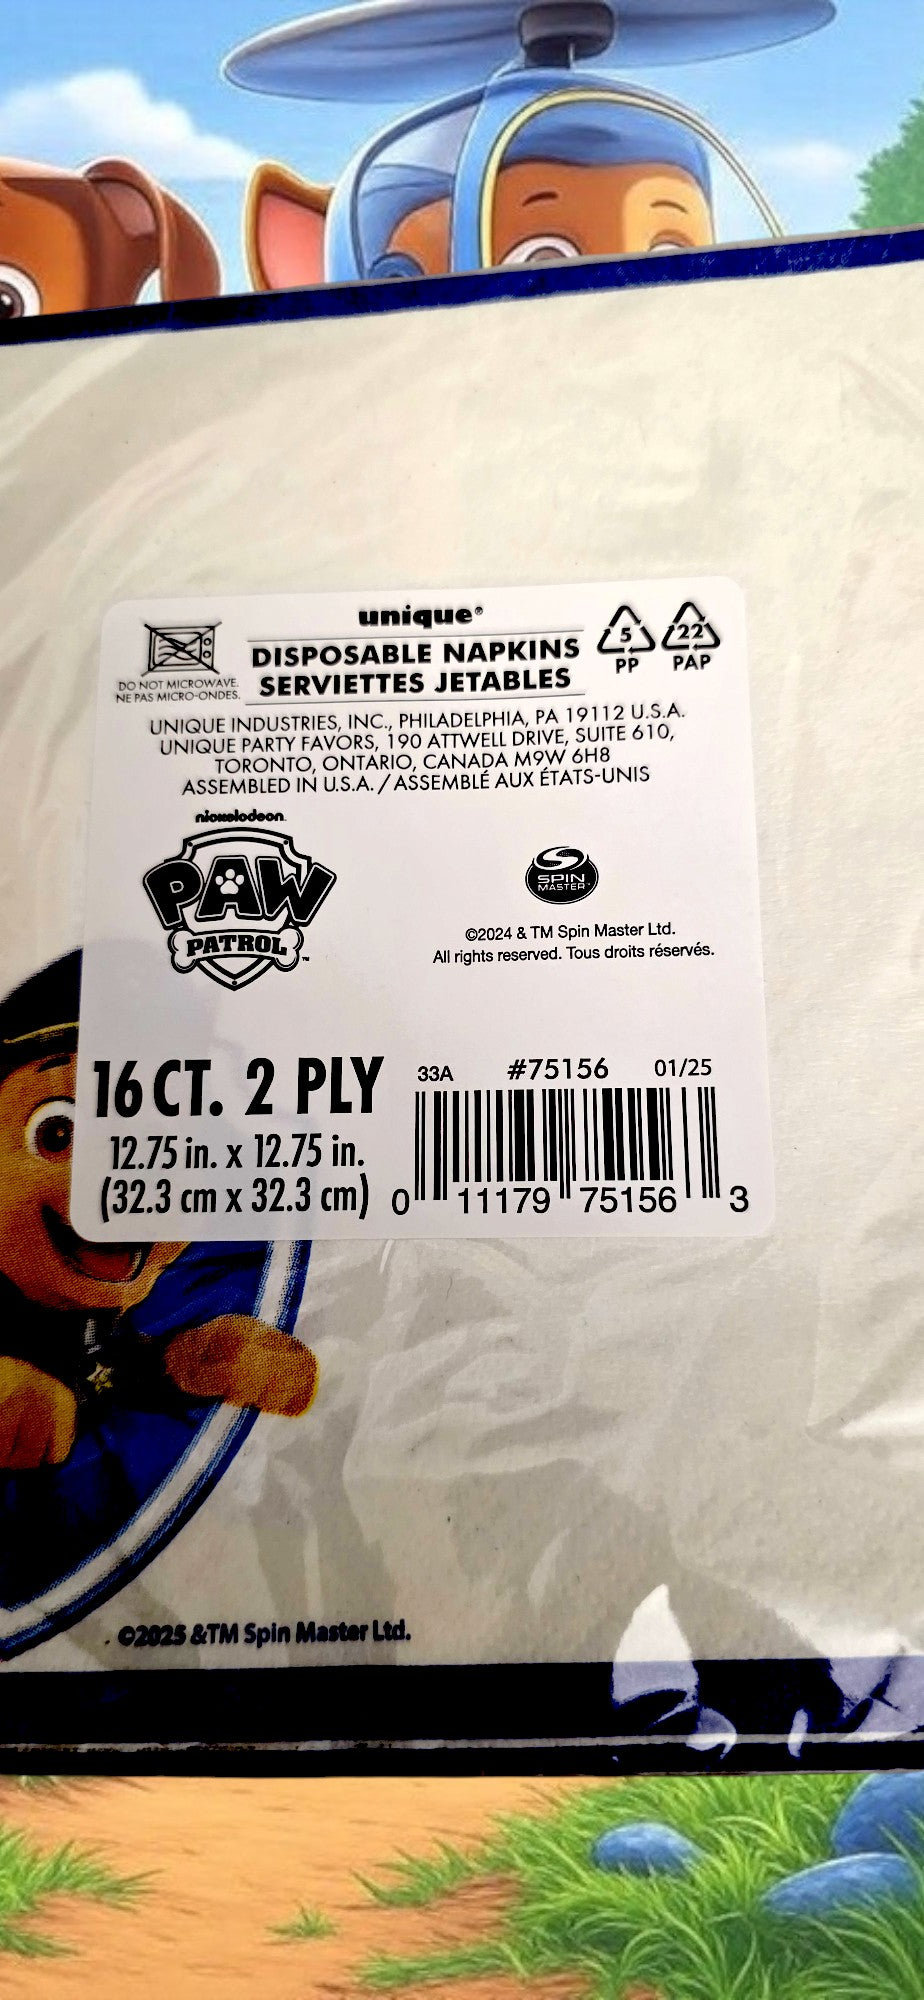 unique®
DISPOSABLE NAPKINS
SERVIETTES JETABLES
DO NOT MICROWAVE.
NE PAS MICRO-ONDES.
5
PP
22
PAP
UNIQUE INDUSTRIES, INC., PHILADELPHIA, PA 19112 U.S.A.
UNIQUE PARTY FAVORS, 190 ATTWELL DRIVE, SUITE 610,
TORONTO, ONTARIO, CANADA M9W 6H8
ASSEMBLED IN U.S.A. / ASSEMBLÉ AUX ÉTATS-UNIS
nickelodeon
PAW
PATROL™
SPIN
MASTER™
©2024 & TM Spin Master Ltd.
All rights reserved. Tous droits réservés.
16 CT. 2 PLY
12.75 in. x 12.75 in.
(32.3 cm x 32.3 cm)
33A #75156 01/25
0 11179 75156 3
©2025 &TM Spin Master Ltd.